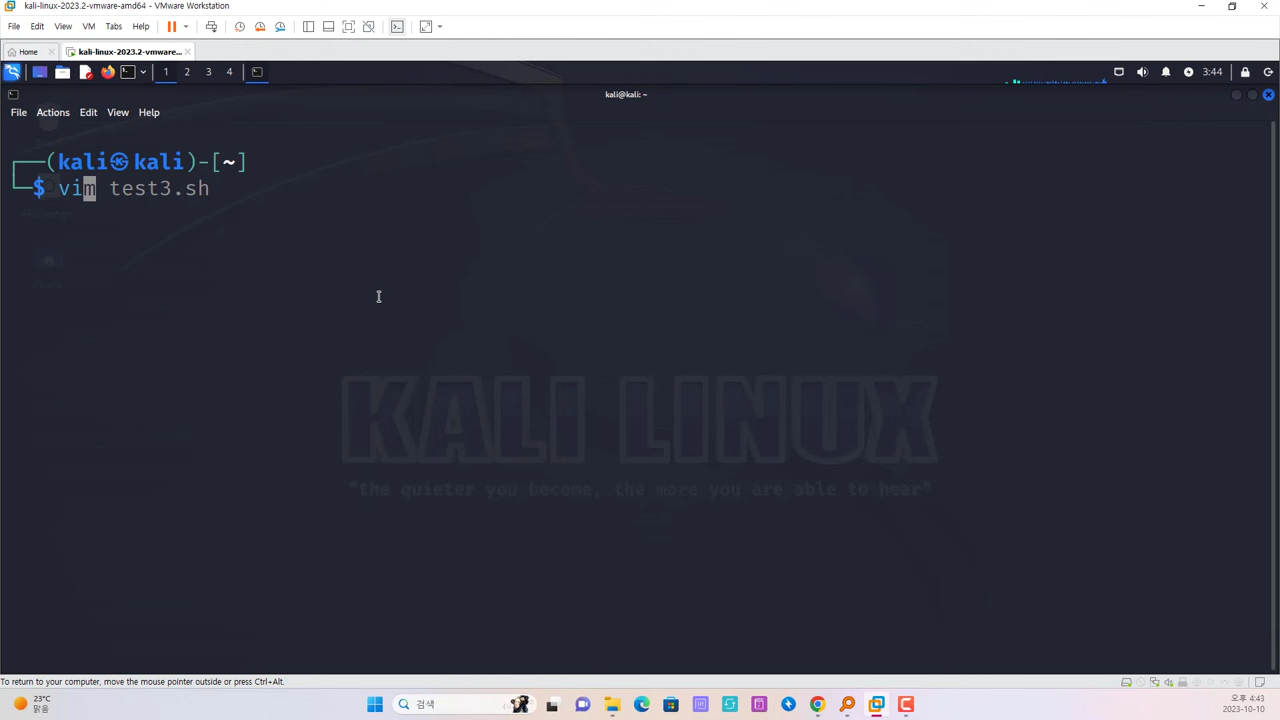 kali-linux-2023.2-vmware-amd64 - VMware Workstation
File Edit View VM Tabs Help
Home kali-linux-2023.2-vmware...
1 2 3 4 3:44
kali@kali: ~
File Actions Edit View Help
┌──(kali㉿kali)-[~]
└─$ vim test3.sh
Home
KALI LINUX
"the quieter you become, the more you are able to hear"
To return to your computer, move the mouse pointer outside or press Ctrl+Alt.
23°C
맑음
검색
오후 4:43
2023-10-10